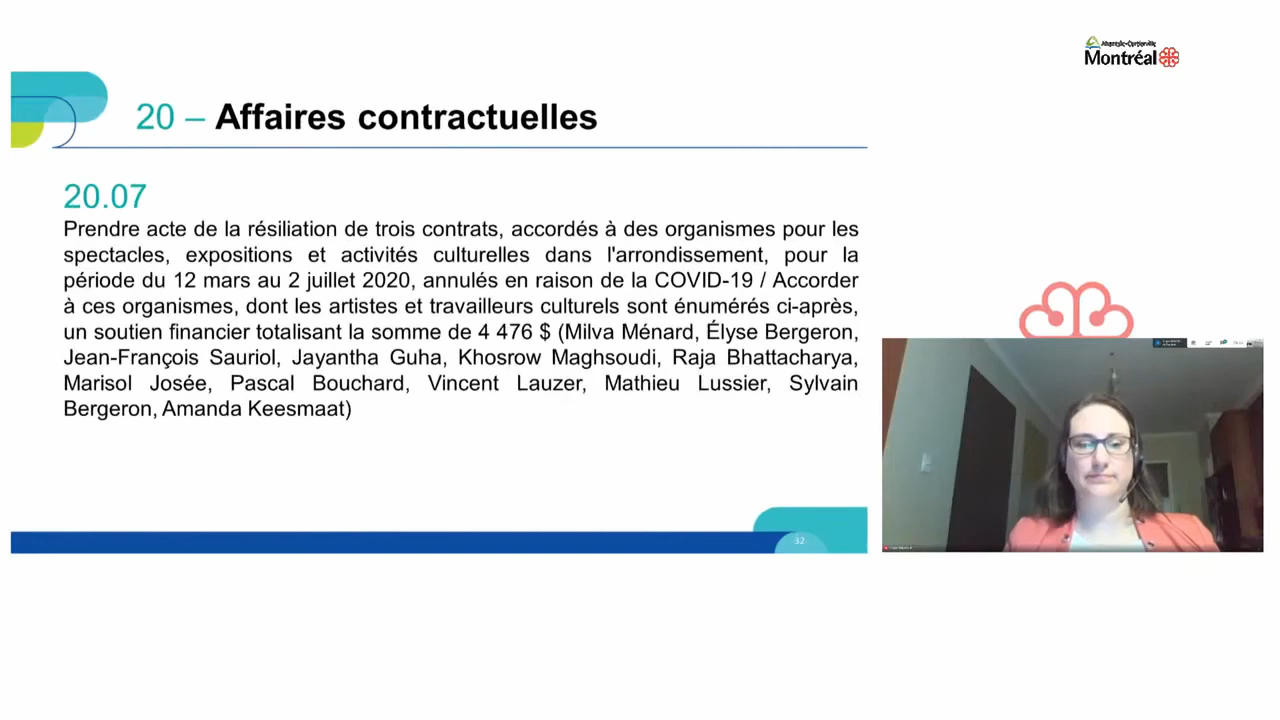 Ahuntsic-Cartierville
Montréal
20 – Affaires contractuelles
20.07
Prendre acte de la résiliation de trois contrats, accordés à des organismes pour les
spectacles, expositions et activités culturelles dans l'arrondissement, pour la
période du 12 mars au 2 juillet 2020, annulés en raison de la COVID-19 / Accorder
à ces organismes, dont les artistes et travailleurs culturels sont énumérés ci-après,
un soutien financier totalisant la somme de 4 476 $ (Milva Ménard, Élyse Bergeron,
Jean-François Sauriol, Jayantha Guha, Khosrow Maghsoudi, Raja Bhattacharya,
Marisol Josée, Pascal Bouchard, Vincent Lauzer, Mathieu Lussier, Sylvain
Bergeron, Amanda Keesmaat)
32